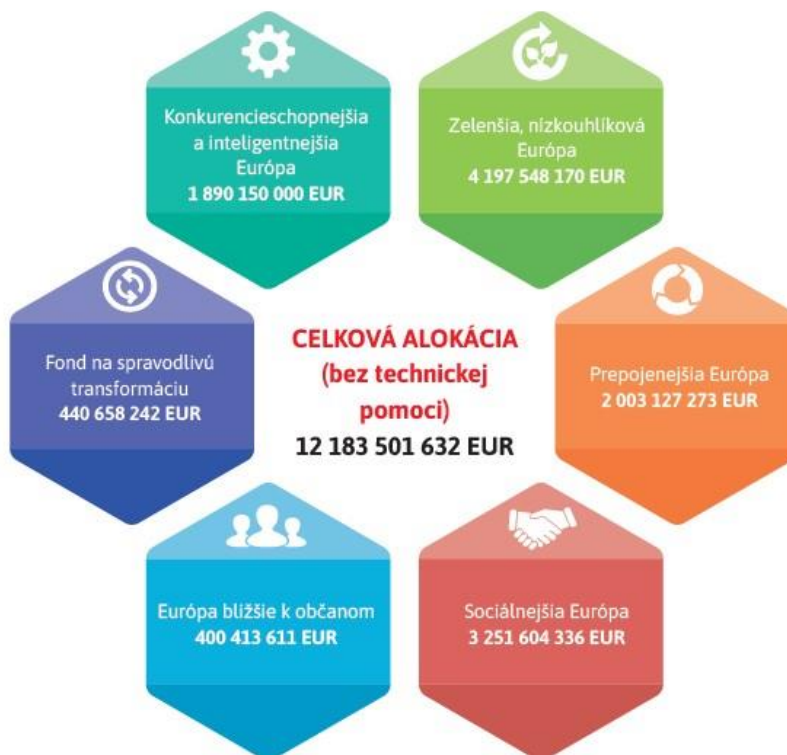 Konkurencieschopnejšia
a inteligentnejšia
Európa
1 890 150 000 EUR
Zelenšia, nízkouhlíková
Európa
4 197 548 170 EUR
Fond na spravodlivú
transformáciu
440 658 242 EUR
CELKOVÁ ALOKÁCIA
(bez technickej
pomoci)
12 183 501 632 EUR
Prepojenejšia Európa
2 003 127 273 EUR
Európa bližšie k občanom
400 413 611 EUR
Sociálnejšia Európa
3 251 604 336 EUR